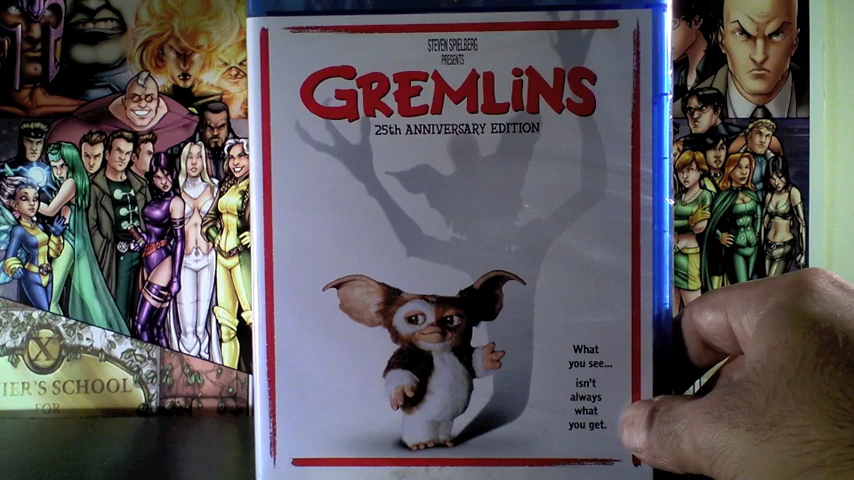 STEVEN SPIELBERG
PRESENTS
GREMLiNS
25th ANNIVERSARY EDITION
What
you see...
isn't
always
what
you get.
X
IER'S SCHOOL
FOR